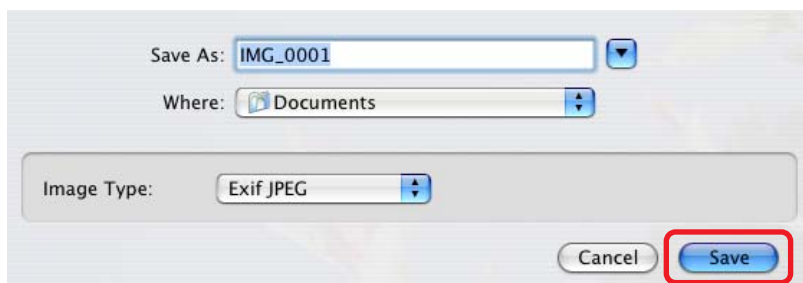 Save As: IMG_0001
Where: Documents
Image Type: Exif JPEG
Cancel Save